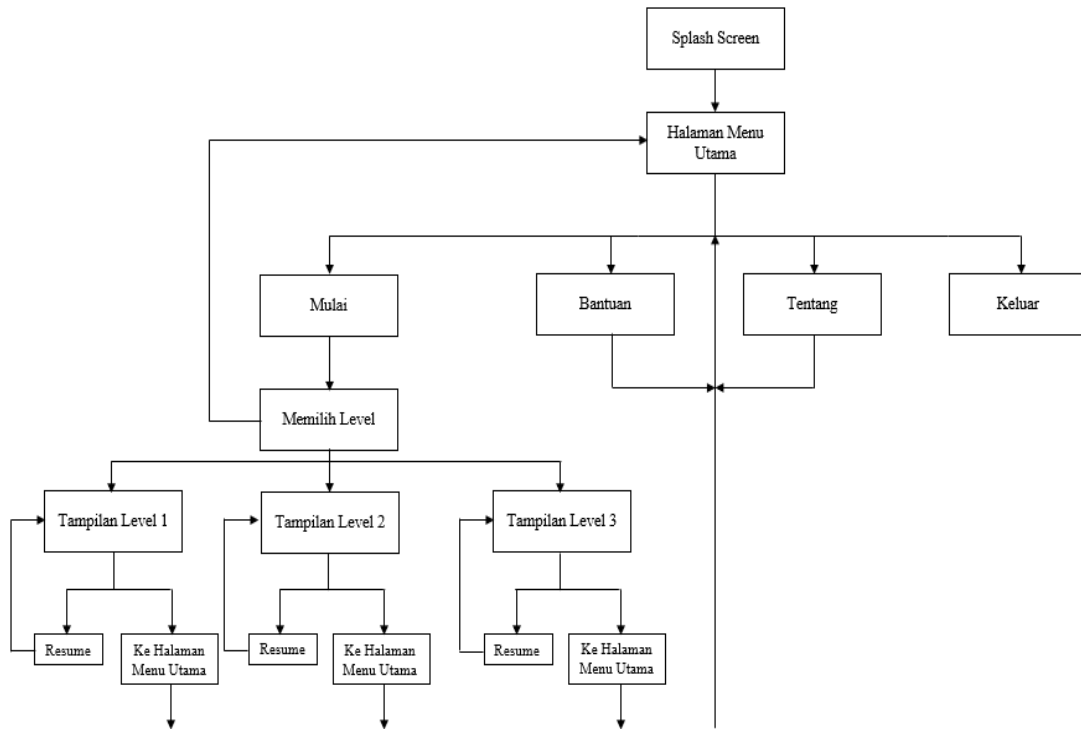 Splash Screen
Halaman Menu
Utama
Mulai
Bantuan
Tentang
Keluar
Memilih Level
Tampilan Level 1
Tampilan Level 2
Tampilan Level 3
Resume
Ke Halaman
Menu Utama
Resume
Ke Halaman
Menu Utama
Resume
Ke Halaman
Menu Utama